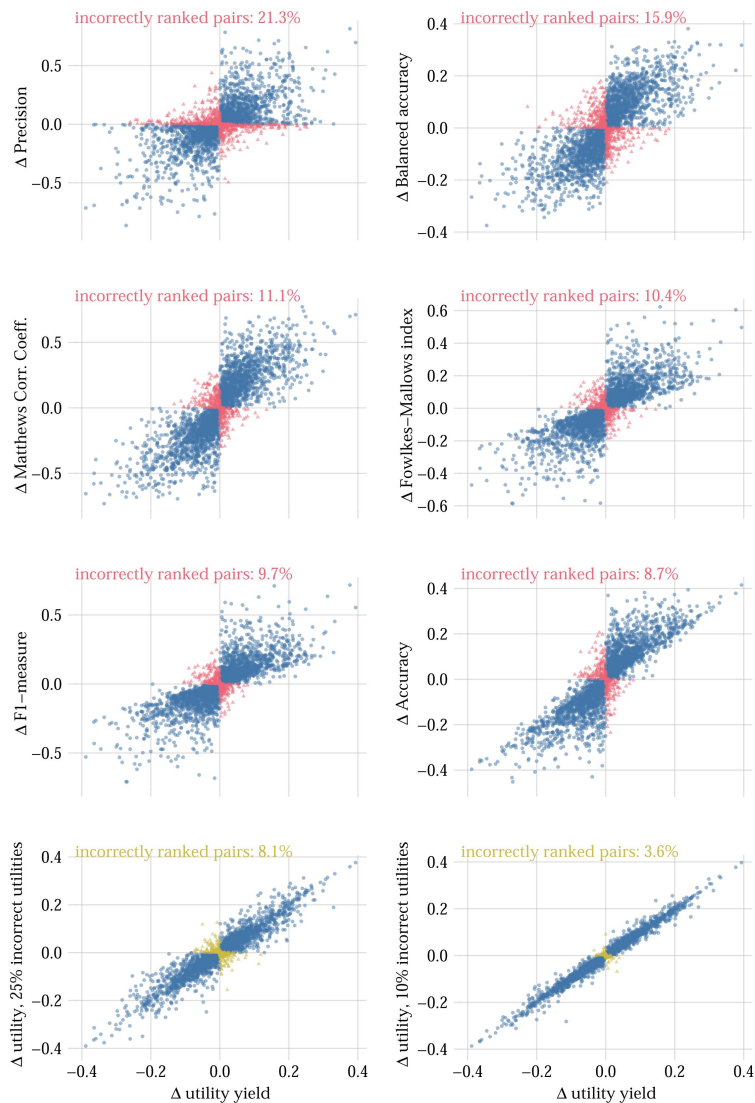 incorrectly ranked pairs: 21.3%
Δ Precision
0.5
0.0
−0.5
incorrectly ranked pairs: 15.9%
Δ Balanced accuracy
0.4
0.2
0.0
−0.2
−0.4
incorrectly ranked pairs: 11.1%
Δ Matthews Corr. Coeff.
0.5
0.0
−0.5
incorrectly ranked pairs: 10.4%
Δ Fowlkes−Mallows index
0.6
0.4
0.2
0.0
−0.2
−0.4
−0.6
incorrectly ranked pairs: 9.7%
Δ F1−measure
0.5
0.0
−0.5
incorrectly ranked pairs: 8.7%
Δ Accuracy
0.4
0.2
0.0
−0.2
−0.4
incorrectly ranked pairs: 8.1%
Δ utility, 25% incorrect utilities
0.4
0.2
0.0
−0.2
−0.4
−0.4 −0.2 0.0 0.2 0.4
Δ utility yield
incorrectly ranked pairs: 3.6%
Δ utility, 10% incorrect utilities
0.4
0.2
0.0
−0.2
−0.4
−0.4 −0.2 0.0 0.2 0.4
Δ utility yield